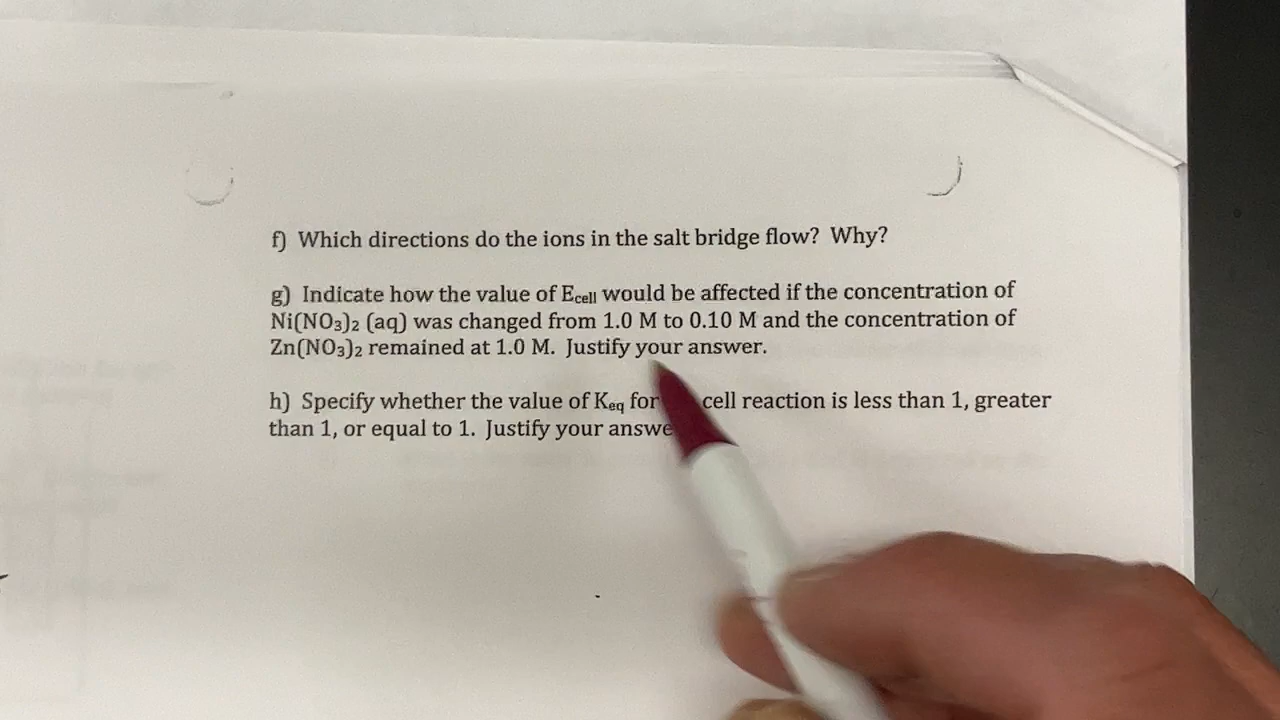 f) Which directions do the ions in the salt bridge flow? Why?
g) Indicate how the value of Ecell would be affected if the concentration of
Ni(NO3)2 (aq) was changed from 1.0 M to 0.10 M and the concentration of
Zn(NO3)2 remained at 1.0 M. Justify your answer.
h) Specify whether the value of Keq for cell reaction is less than 1, greater
than 1, or equal to 1. Justify your answe